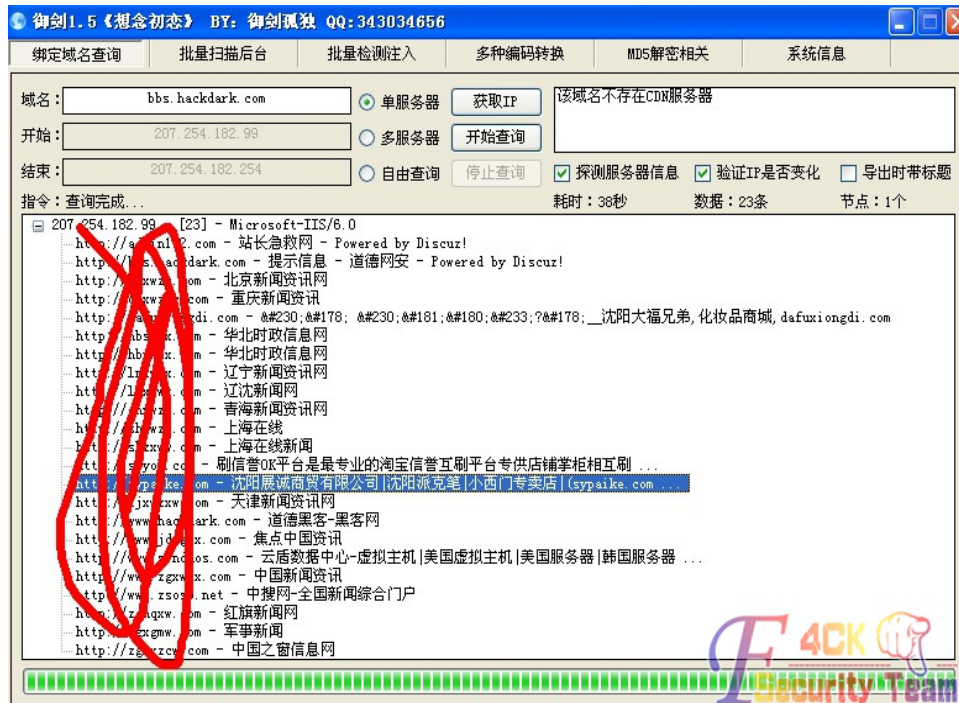 御剑1.5《想念初恋》 BY: 御剑孤独 QQ:343034656
绑定域名查询 批量扫描后台 批量检测注入 多种编码转换 MD5解密相关 系统信息
域名: bbs.hackdark.com 单服务器 获取IP 该域名不存在CDN服务器
开始: 207.254.182.99 多服务器 开始查询
结束: 207.254.182.254 自由查询 停止查询 探测服务器信息 验证IP是否变化 导出时带标题
指令:查询完成... 耗时:38秒 数据:23条 节点:1个
207.254.182.99 - [23] - Microsoft-IIS/6.0
- 站长急救网 - Powered by Discuz!
- 提示信息 - 道德网安 - Powered by Discuz!
- 北京新闻资讯网
- 重庆新闻资讯
- &#230;&#178; &#230;&#181;&#180;&#233;?&#178;__沈阳大福兄弟,化妆品商城,dafuxiongdi.com
- 华北时政信息网
- 华北时政信息网
- 辽宁新闻资讯网
- 辽沈新闻网
- 青海新闻资讯网
- 上海在线
- 上海在线新闻
- 刷信誉OK平台是最专业的淘宝信誉互刷平台专供店铺掌柜相互刷 ...
- 沈阳展诚商贸有限公司|沈阳派克笔|小西门专卖店|(sypaike.com ...
- 天津新闻资讯网
- 道德黑客-黑客网
- 焦点中国资讯
- 云盾数据中心-虚拟主机|美国虚拟主机|美国服务器|韩国服务器 ...
- 中国新闻资讯
- 中搜网-全国新闻综合门户
- 红旗新闻网
- 军事新闻
- 中国之窗信息网
F4CK
Security Team